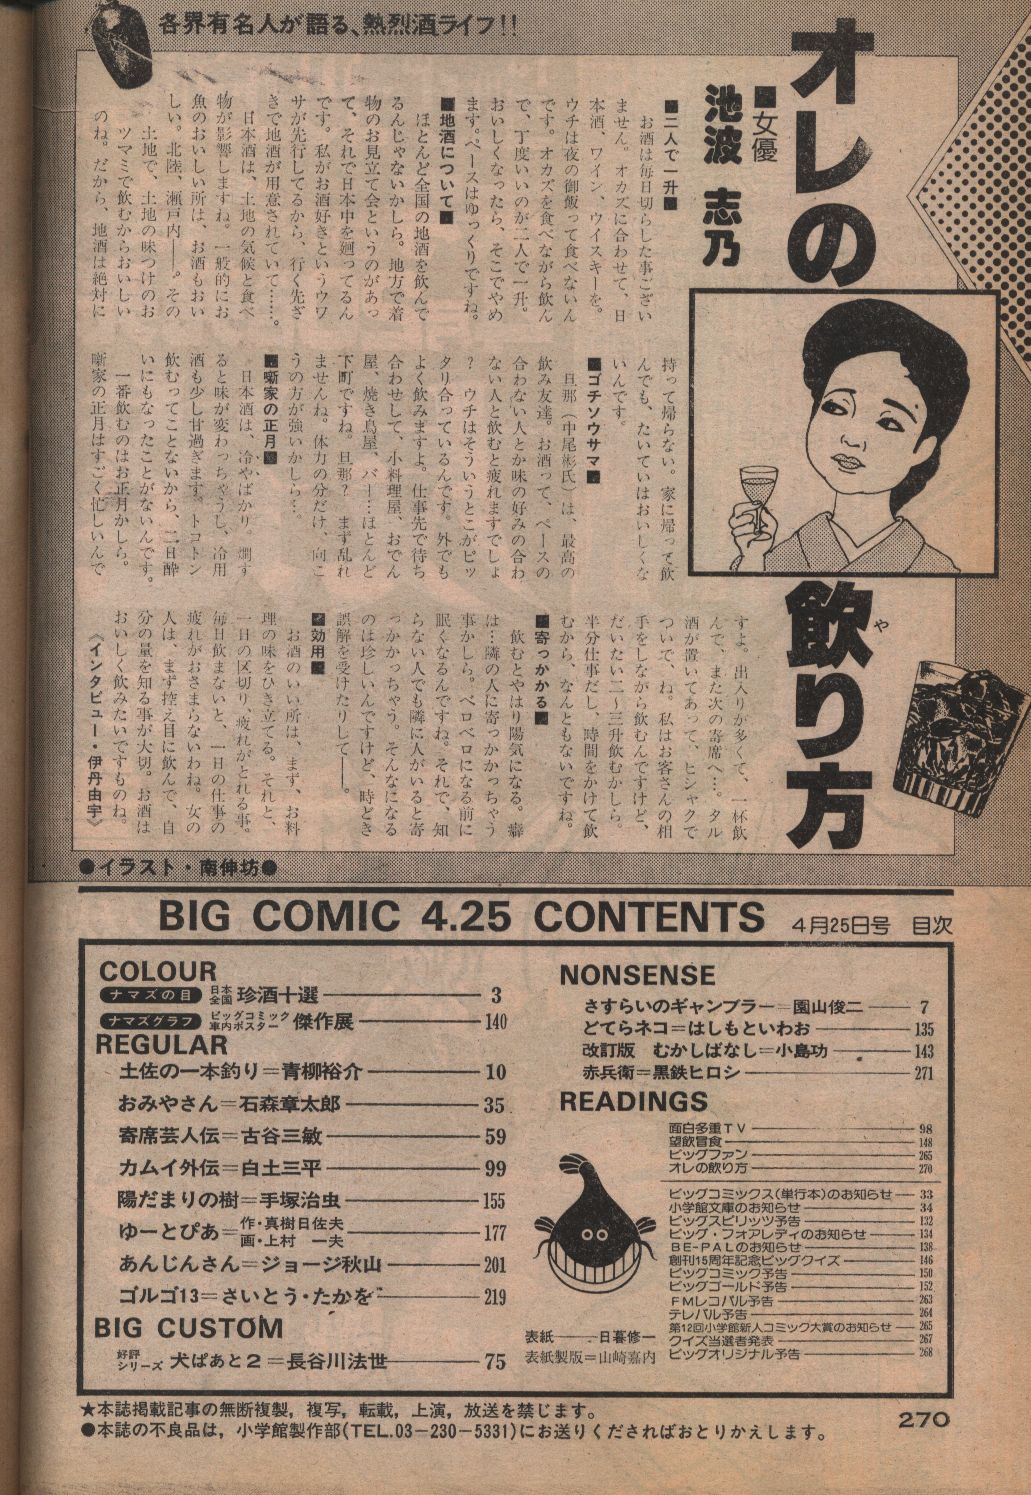 各界有名人が語る、熱烈酒ライフ!!
オレの飲り方
や
■女優
池波 志乃
■二人で一升■
お酒は毎日切らした事ござい
ません。オカズに合わせて、日
本酒、ワイン、ウイスキーを。
ウチは夜の御飯って食べないん
です。オカズを食べながら飲ん
で、丁度いいのが二人で一升。
おいしくなったら、そこでやめ
ます。ペースはゆっくりですね。
■地酒について■
ほとんど全国の地酒を飲んで
るんじゃないかしら。地方で着
物のお見立て会というのがあっ
て、それで日本中を廻ってるん
です。私がお酒好きというウワ
サが先行してるから、行く先ざ
きで地酒が用意されていて……。
日本酒は、土地の気候と食べ
物が影響しますね。一般的にお
魚のおいしい所は、お酒もおい
しい。北陸、瀬戸内――。その
土地で、土地の味つけのお
ツマミで飲むからおいしい
のね。だから、地酒は絶対に
持って帰らない。家に帰って飲
んでも、たいていはおいしくな
いんです。
■ゴチソウサマ■
旦那（中尾彬氏）は、最高の
飲み友達。お酒って、ペースの
合わない人とか味の好みの合わ
ない人と飲むと疲れますでしょ
? ウチはそういうとこがピッ
タリ合っているんです。外でも
よく飲みますよ。仕事先で待ち
合わせして、小料理屋、おでん
屋、焼き鳥屋、バー…ほとんど
下町ですね。旦那? まず乱れ
ませんね。体力の分だけ、向こ
うの方が強いかしら…
■噺家の正月■
日本酒は、冷やばかり。燗す
ると味が変わっちゃうし、冷用
酒も少し甘過ぎます。トコトン
飲むってことないから、二日酔
いにもなったことがないんです。
一番飲むのはお正月かしら。
噺家の正月はすごく忙しいんで
すよ。出入りが多くて、一杯飲
んで、また次の寄席へ…。タル
酒が置いてあって、ヒシャクで
ついで、ね。私はお客さんの相
手をしながら飲むんですけど、
だいたい二〜三升飲むかしら。
半分仕事だし、時間をかけて飲
むから、なんともないですね。
■寄っかかる■
飲むとやはり陽気になる。癖
は…隣の人に寄っかかっちゃう
事かしら。ベロベロになる前に
眠くなるんですね。それで、知
らない人でも隣に人がいると寄
っかかっちゃう。そんなになる
のは珍しいんですけど、時どき
誤解を受けたりして――。
■効用■
お酒のいい所は、まず、お料
理の味をひき立てる。それと、
一日の区切り、疲れがとれる事。
毎日飲まないと、一日の仕事の
疲れがおさまらないわね。女の
人は、まず控え目に飲んで、自
分の量を知る事が大切。お酒は
おいしく飲みたいですものね。
《インタビュー・伊丹由宇》
●イラスト・南伸坊●
BIG COMIC 4.25 CONTENTS 4月25日号 目次
COLOUR
ナマズの目 日本全国 珍酒十選 3
ナマズグラフ ビッグコミック車内ポスター 傑作展 140
REGULAR
土佐の一本釣り＝青柳裕介 10
おみやさん＝石森章太郎 35
寄席芸人伝＝古谷三敏 59
カムイ外伝＝白土三平 99
陽だまりの樹＝手塚治虫 155
ゆーとぴあ＝作・真樹日佐夫 画・上村 一夫 177
あんじんさん＝ジョージ秋山 201
ゴルゴ13＝さいとう・たかを 219
BIG CUSTOM
好評シリーズ 犬ぱあと2＝長谷川法世 75
NONSENSE
さすらいのギャンブラー＝園山俊二 7
どてらネコ＝はしもといわお 135
改訂版 むかしばなし＝小島功 143
赤兵衛＝黒鉄ヒロシ 271
READINGS
面白多重TV 98
望飲冒食 148
ビッグファン 265
オレの飲り方 270
ビッグコミックス(単行本)のお知らせ 33
小学館文庫のお知らせ 34
ビッグスピリッツ予告 132
ビッグ・フォアレディのお知らせ 134
BE-PALのお知らせ 138
創刊15周年記念ビッグクイズ 146
ビッグコミック予告 150
ビッグゴールド予告 152
FMレコパル予告 263
テレパル予告 264
第12回小学館新人コミック大賞のお知らせ 265
クイズ当選者発表 267
ビッグオリジナル予告 268
表紙――日暮修一
表紙製版＝山崎嘉内
★本誌掲載記事の無断複製，複写，転載，上演，放送を禁じます。
●本誌の不良品は，小学館製作部(TEL.03-230-5331)にお送りくださればおとりかえします。
270